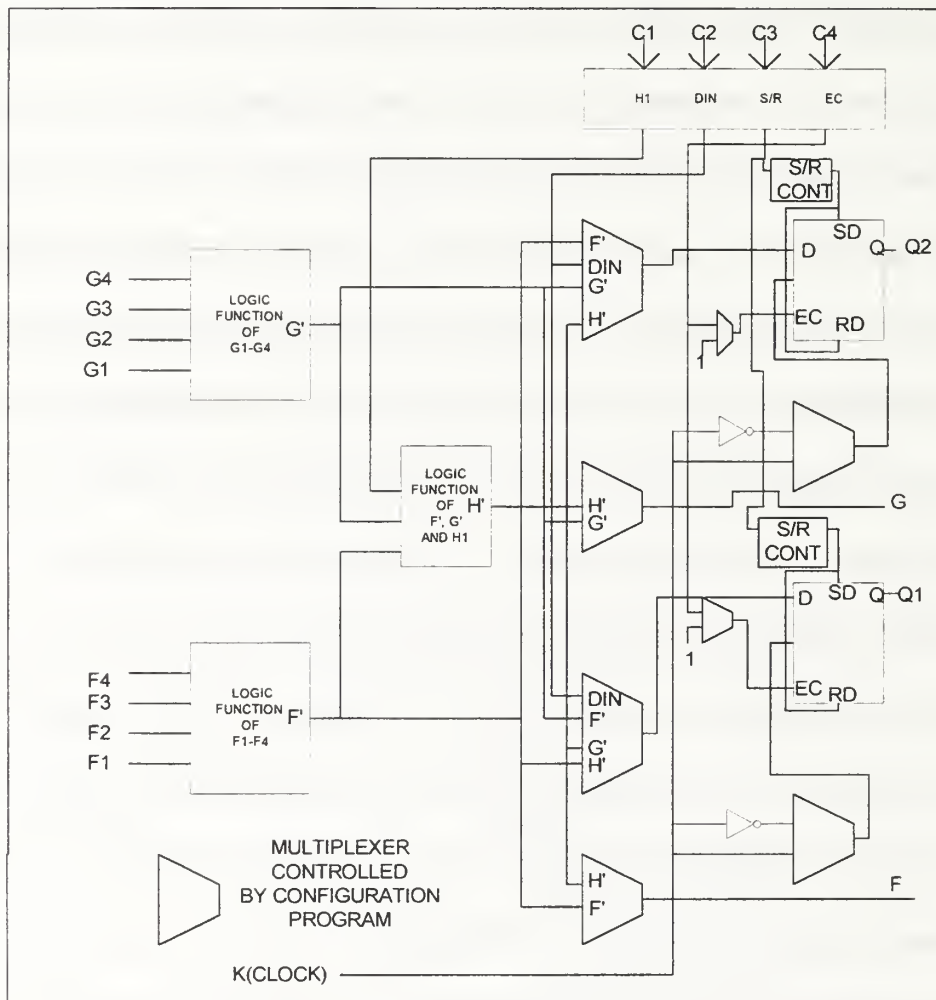 C1 C2 C3 C4
H1 DIN S/R EC
S/R
CONT
F'
DIN
G'
H'
D SD Q Q2
EC RD
1
G4
G3
G2
G1
LOGIC
FUNCTION
OF
G1-G4
G'
LOGIC
FUNCTION
OF
F', G'
AND H1
H'
H'
G'
G
S/R
CONT
D SD Q Q1
EC RD
1
F4
F3
F2
F1
LOGIC
FUNCTION
OF
F1-F4
F'
DIN
F'
G'
H'
H'
F'
F
MULTIPLEXER
CONTROLLED
BY CONFIGURATION
PROGRAM
K(CLOCK)